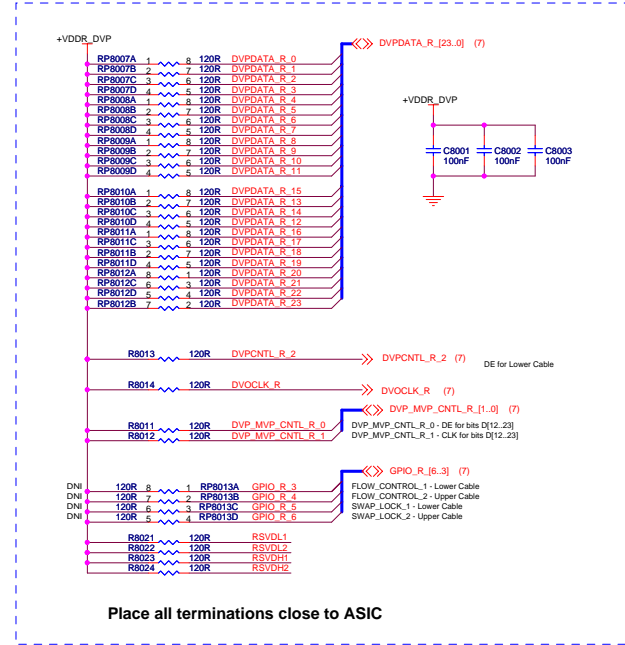 +VDDR_DVP
DVPDATA_R_[23..0] (7)
RP8007A 1 8 120R DVPDATA_R_0
RP8007B 2 7 120R DVPDATA_R_1
RP8007C 3 6 120R DVPDATA_R_2
RP8007D 4 5 120R DVPDATA_R_3
RP8008A 1 8 120R DVPDATA_R_4
RP8008B 2 7 120R DVPDATA_R_5
RP8008C 3 6 120R DVPDATA_R_6
RP8008D 4 5 120R DVPDATA_R_7
RP8009A 1 8 120R DVPDATA_R_8
RP8009B 2 7 120R DVPDATA_R_9
RP8009C 3 6 120R DVPDATA_R_10
RP8009D 4 5 120R DVPDATA_R_11
+VDDR_DVP
C8001 C8002 C8003
100nF 100nF 100nF
RP8010A 1 8 120R DVPDATA_R_15
RP8010B 2 7 120R DVPDATA_R_13
RP8010C 3 6 120R DVPDATA_R_14
RP8010D 4 5 120R DVPDATA_R_12
RP8011A 1 8 120R DVPDATA_R_16
RP8011C 3 6 120R DVPDATA_R_17
RP8011B 2 7 120R DVPDATA_R_18
RP8011D 4 5 120R DVPDATA_R_19
RP8012A 8 1 120R DVPDATA_R_20
RP8012C 6 3 120R DVPDATA_R_21
RP8012D 5 4 120R DVPDATA_R_22
RP8012B 7 2 120R DVPDATA_R_23
R8013 120R DVPCNTL_R_2 DVPCNTL_R_2 (7) DE for Lower Cable
R8014 120R DVOCLK_R DVOCLK_R (7)
DVP_MVP_CNTL_R_[1..0] (7)
R8011 120R DVP_MVP_CNTL_R_0 DVP_MVP_CNTL_R_0 - DE for bits D[12..23]
R8012 120R DVP_MVP_CNTL_R_1 DVP_MVP_CNTL_R_1 - CLK for bits D[12..23]
GPIO_R_[6..3] (7)
DNI 120R 8 1 RP8013A GPIO_R_3 FLOW_CONTROL_1 - Lower Cable
DNI 120R 7 2 RP8013B GPIO_R_4 FLOW_CONTROL_2 - Upper Cable
DNI 120R 6 3 RP8013C GPIO_R_5 SWAP_LOCK_1 - Lower Cable
DNI 120R 5 4 RP8013D GPIO_R_6 SWAP_LOCK_2 - Upper Cable
R8021 120R RSVDL1
R8022 120R RSVDL2
R8023 120R RSVDH1
R8024 120R RSVDH2
Place all terminations close to ASIC